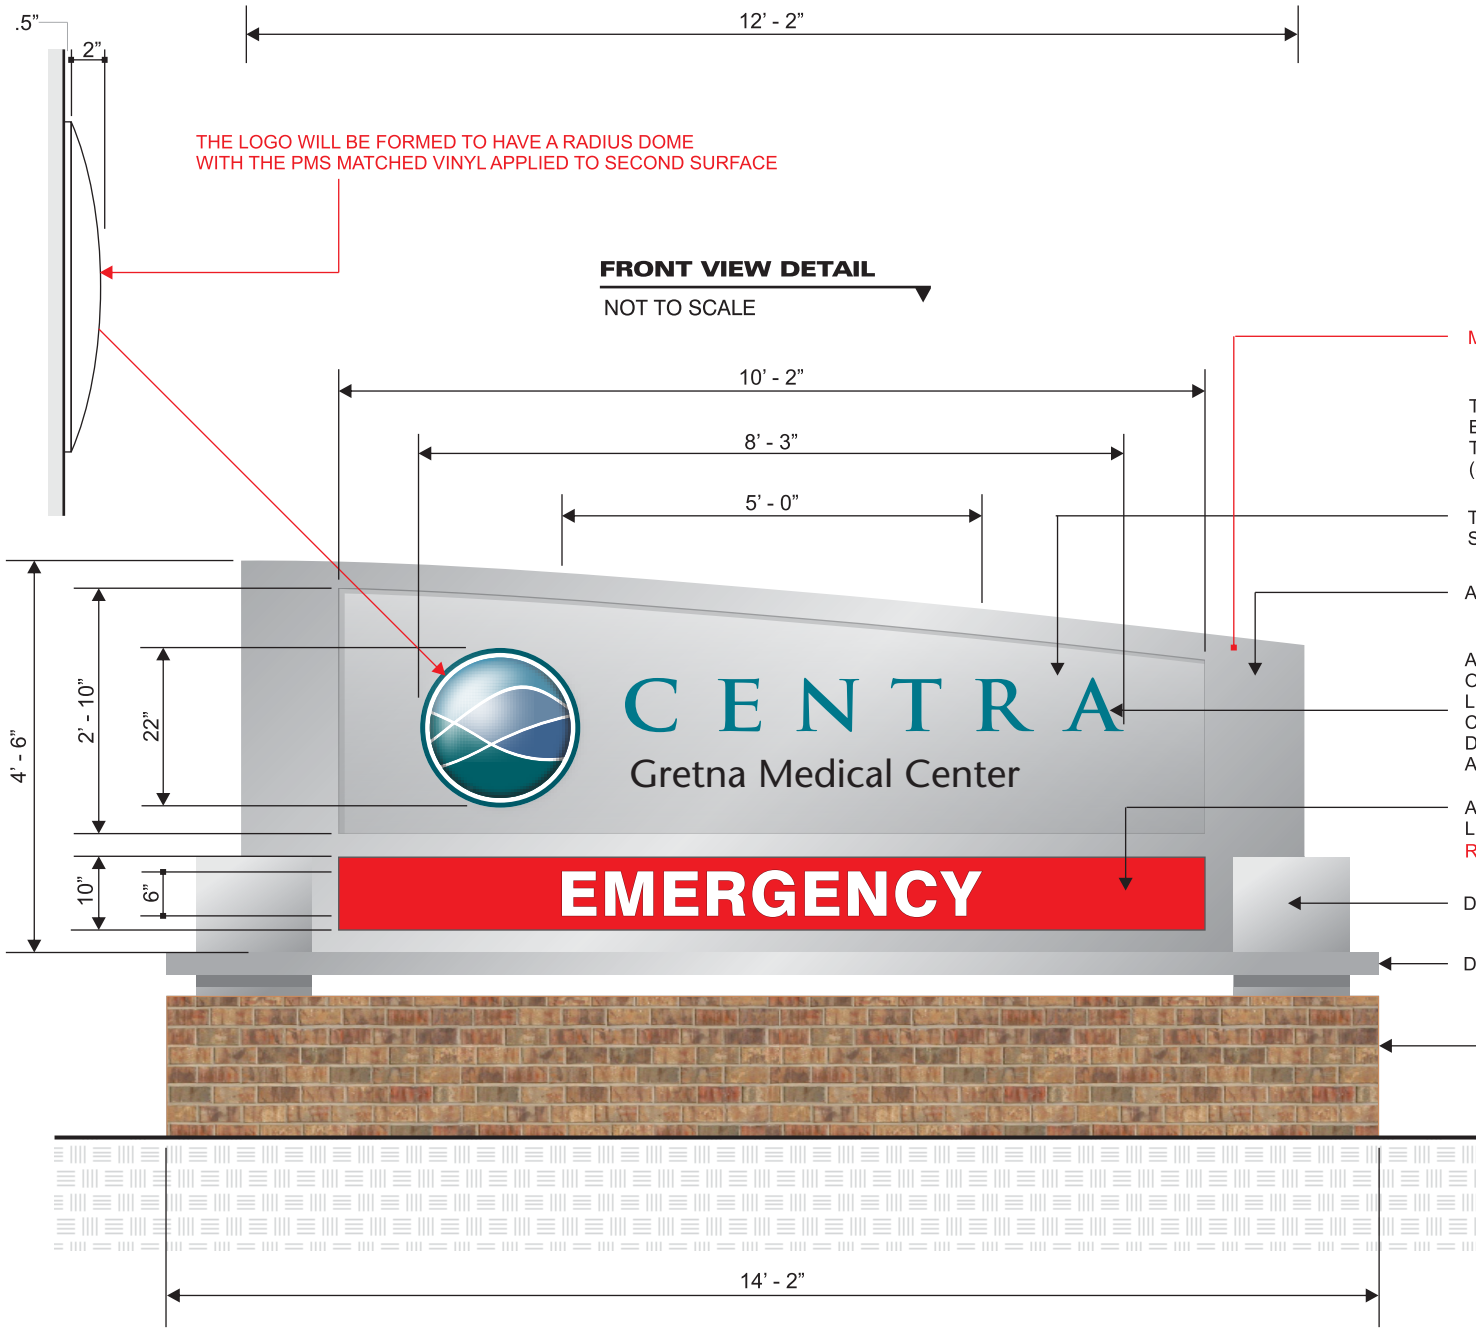 .5”
2”
12’ - 2”
THE LOGO WILL BE FORMED TO HAVE A RADIUS DOME
WITH THE PMS MATCHED VINYL APPLIED TO SECOND SURFACE
FRONT VIEW DETAIL
NOT TO SCALE
10’ - 2”
8’ - 3”
5’ - 0”
4’ - 6”
2’ - 10”
22”
CENTRA
Gretna Medical Center
10”
6”
EMERGENCY
14’ - 2”